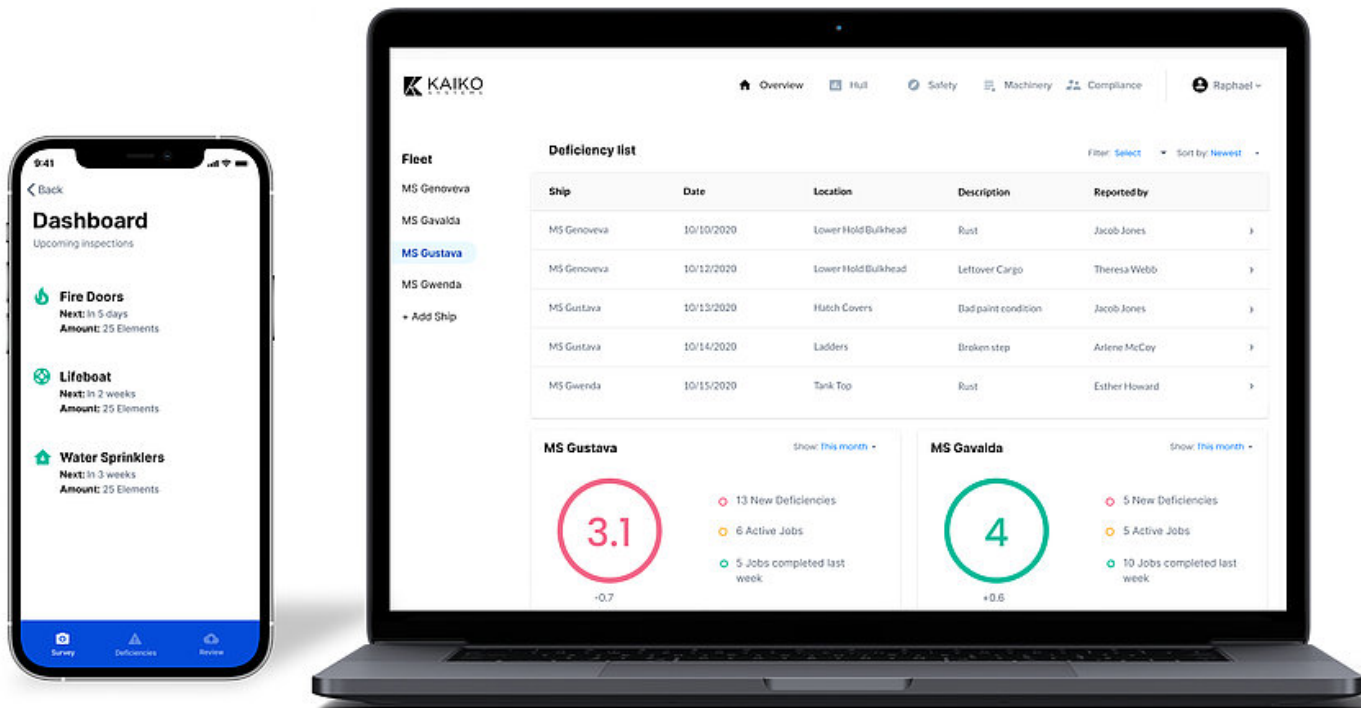 9:41
Back
Dashboard
Upcoming inspections
Fire Doors
Next: In 5 days
Amount: 25 Elements
Lifeboat
Next: In 2 weeks
Amount: 25 Elements
Water Sprinklers
Next: In 3 weeks
Amount: 25 Elements
Survey
Deficiencies
Review
KAIKO
SYSTEMS
Overview
Hull
Safety
Machinery
Compliance
Raphael
Fleet
MS Genoveva
MS Gavalda
MS Gustava
MS Gwenda
+ Add Ship
Deficiency list
Filter: Select
Sort by: Newest
Ship Date Location Description Reported by
MS Genoveva 10/10/2020 Lower Hold Bulkhead Rust Jacob Jones
MS Genoveva 10/12/2020 Lower Hold Bulkhead Leftover Cargo Theresa Webb
MS Gustava 10/13/2020 Hatch Covers Bad paint condition Jacob Jones
MS Gustava 10/14/2020 Ladders Broken step Arlene McCoy
MS Gwenda 10/15/2020 Tank Top Rust Esther Howard
MS Gustava
Show: This month
3.1
-0.7
13 New Deficiencies
6 Active Jobs
5 Jobs completed last
week
MS Gavalda
Show: This month
4
+0.6
5 New Deficiencies
5 Active Jobs
10 Jobs completed last
week